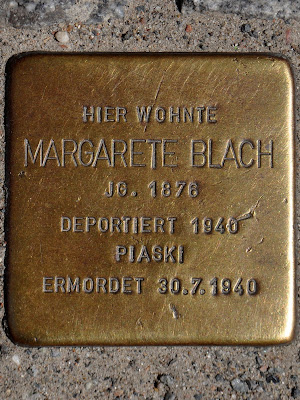 HIER WOHNTE
MARGARETE BLACH
JG. 1876
DEPORTIERT 1940
PIASKI
ERMORDET 30.7.1940